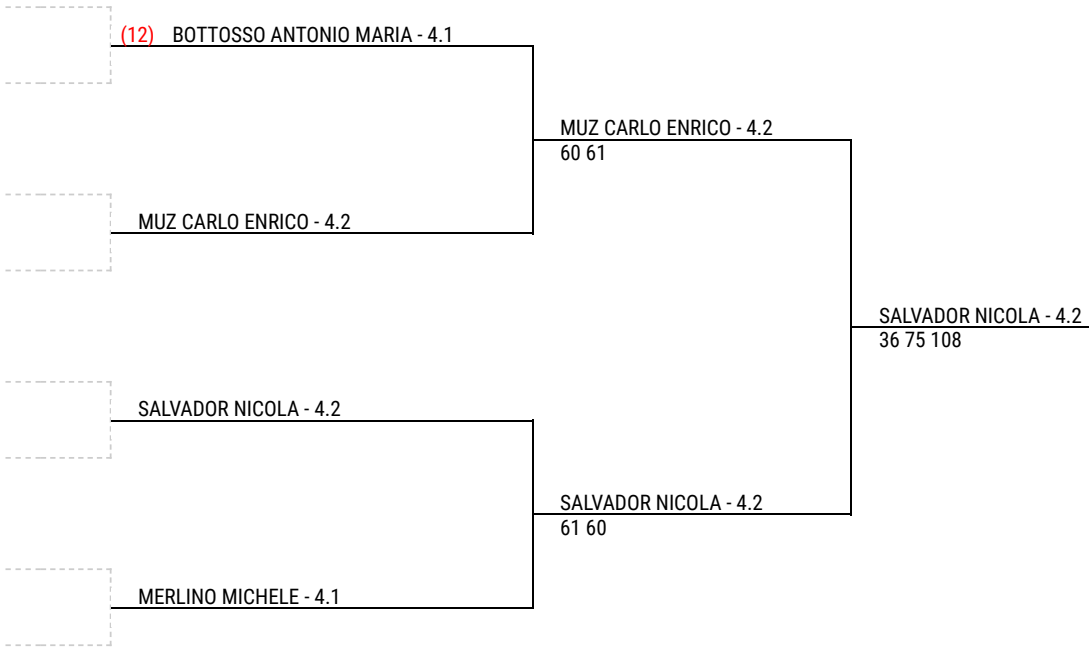 (12) BOTTOSSO ANTONIO MARIA - 4.1
MUZ CARLO ENRICO - 4.2
60 61
MUZ CARLO ENRICO - 4.2
SALVADOR NICOLA - 4.2
36 75 108
SALVADOR NICOLA - 4.2
SALVADOR NICOLA - 4.2
61 60
MERLINO MICHELE - 4.1